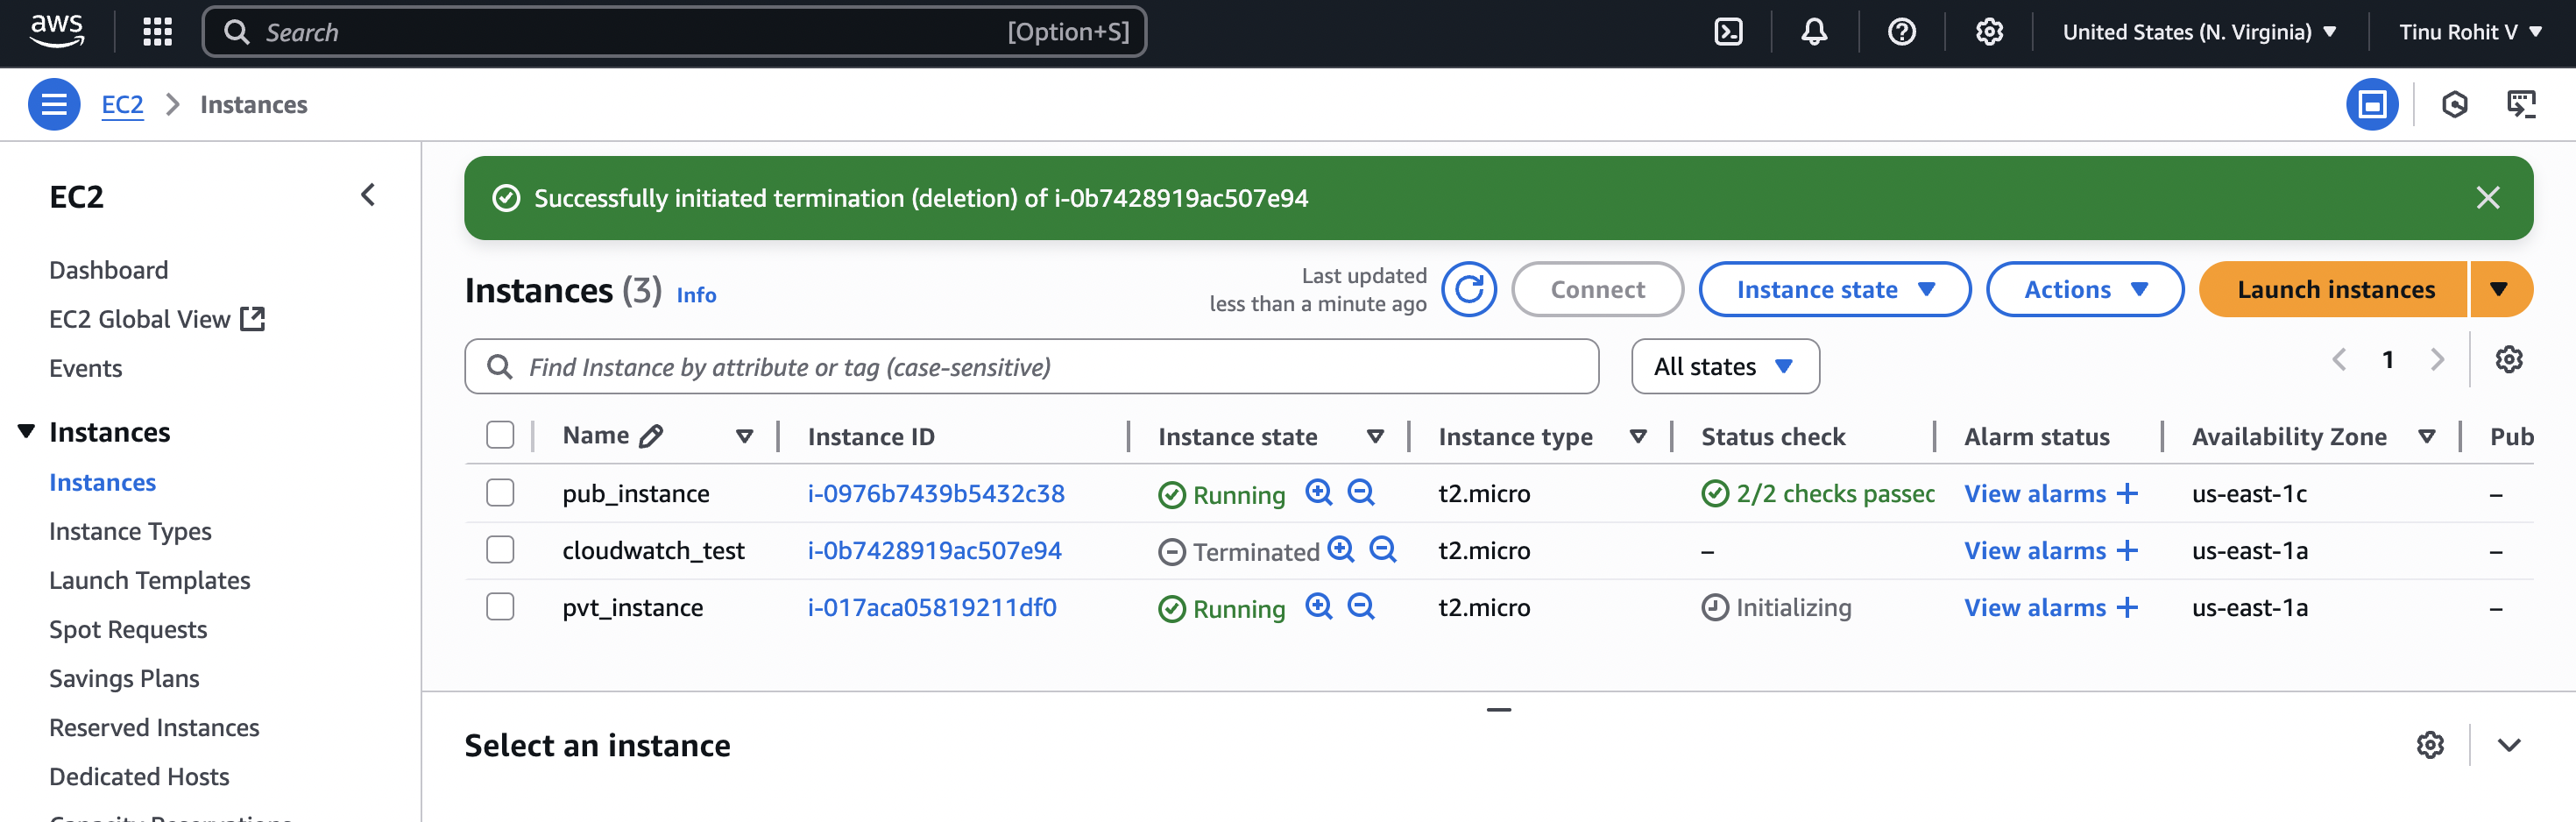 aws
Search [Option+S]
United States (N. Virginia)
Tinu Rohit V
EC2 Instances
EC2
Dashboard
EC2 Global View
Events
Instances
Instances
Instance Types
Launch Templates
Spot Requests
Savings Plans
Reserved Instances
Dedicated Hosts
Capacity Reservations
Successfully initiated termination (deletion) of i-0b7428919ac507e94
Instances (3) Info
Last updated
less than a minute ago
Connect
Instance state
Actions
Launch instances
Find Instance by attribute or tag (case-sensitive)
All states
1
Name Instance ID Instance state Instance type Status check Alarm status Availability Zone Pub
pub_instance i-0976b7439b5432c38 Running t2.micro 2/2 checks passec View alarms + us-east-1c –
cloudwatch_test i-0b7428919ac507e94 Terminated t2.micro – View alarms + us-east-1a –
pvt_instance i-017aca05819211df0 Running t2.micro Initializing View alarms + us-east-1a –
Select an instance